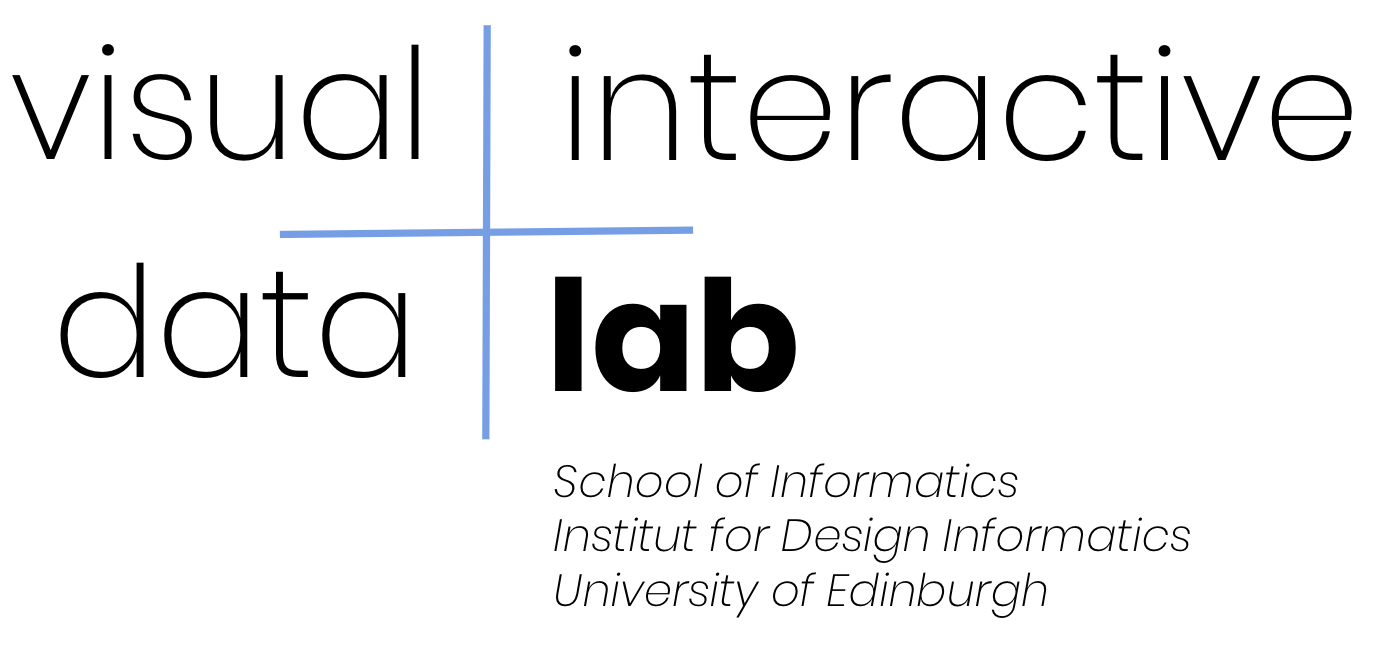 visual interactive
data lab
School of Informatics
Institut for Design Informatics
University of Edinburgh